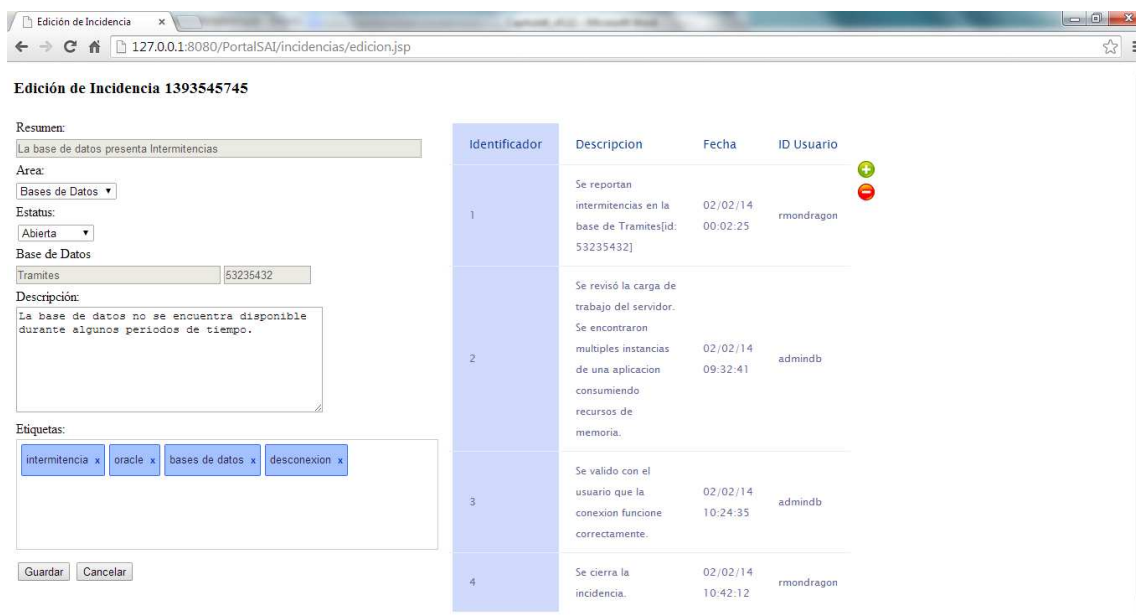 Edición de Incidencia
127.0.0.1:8080/PortalSAI/incidencias/edicion.jsp
Edición de Incidencia 1393545745
Resumen:
La base de datos presenta Intermitencias
Area:
Bases de Datos
Estatus:
Abierta
Base de Datos
Tramites 53235432
Descripción:
La base de datos no se encuentra disponible
durante algunos periodos de tiempo.
Etiquetas:
intermitencia x oracle x bases de datos x desconexion x
Guardar Cancelar
Identificador Descripcion Fecha ID Usuario
1
Se reportan
intermitencias en la
base de Tramites[id:
53235432]
02/02/14
00:02:25
rmondragon
2
Se revisó la carga de
trabajo del servidor.
Se encontraron
multiples instancias
de una aplicacion
consumiendo
recursos de
memoria.
02/02/14
09:32:41
admindb
3
Se valido con el
usuario que la
conexion funcione
correctamente.
02/02/14
10:24:35
admindb
4
Se cierra la
incidencia.
02/02/14
10:42:12
rmondragon